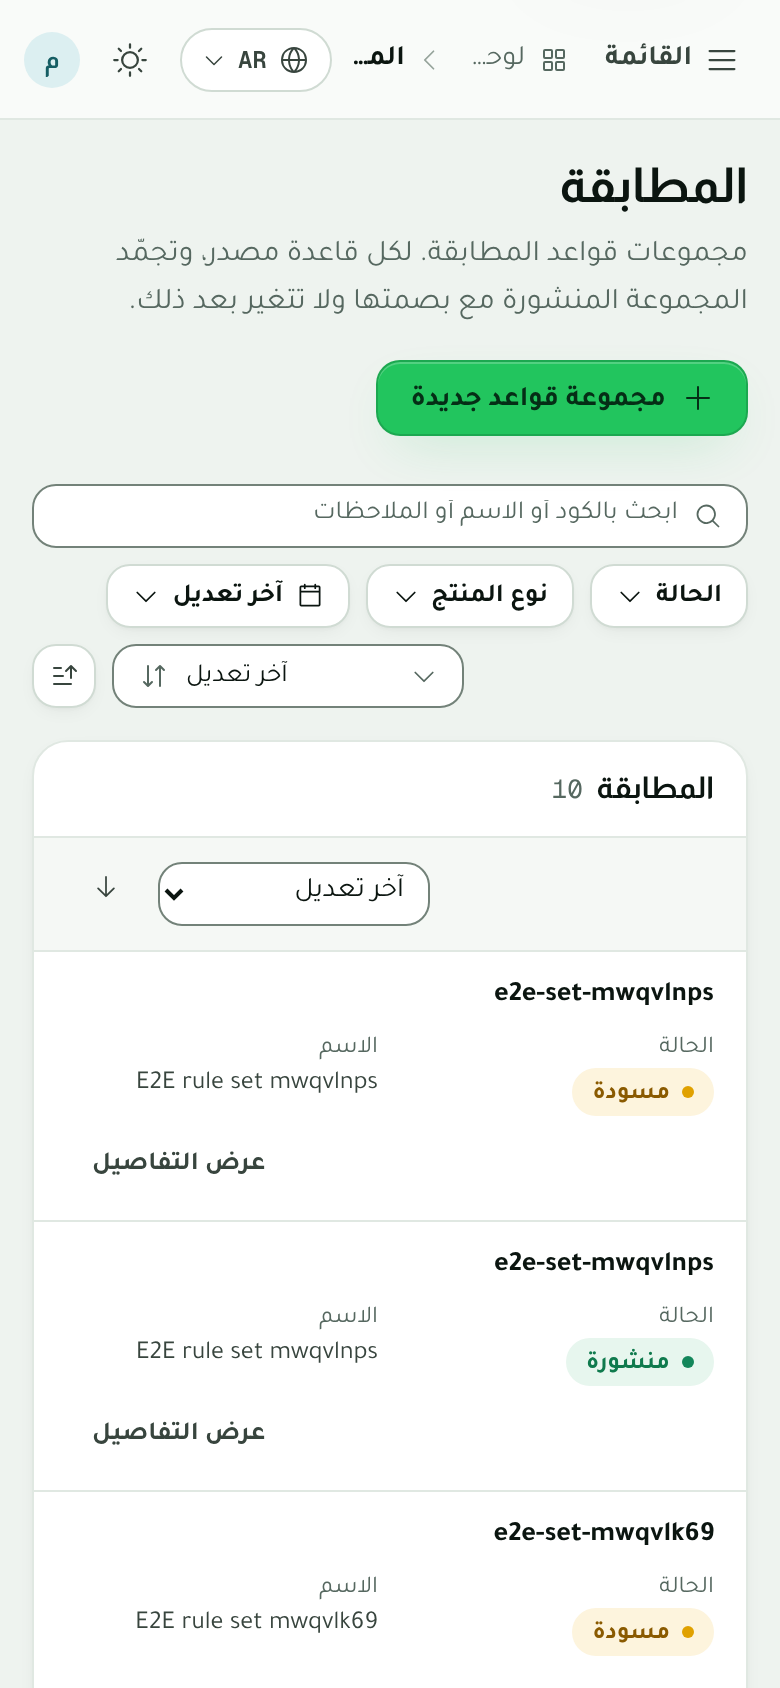 القائمة
لوحـ...
المـ...
AR
م
المطابقة
مجموعات قواعد المطابقة. لكل قاعدة مصدر، وتجمّد
المجموعة المنشورة مع بصمتها ولا تتغير بعد ذلك.
مجموعة قواعد جديدة
ابحث بالكود أو الاسم أو الملاحظات
الحالة
نوع المنتج
آخر تعديل
آخر تعديل
المطابقة 10
آخر تعديل
e2e-set-mwqvlnps
الحالة
الاسم
مسودة
E2E rule set mwqvlnps
عرض التفاصيل
e2e-set-mwqvlnps
الحالة
الاسم
منشورة
E2E rule set mwqvlnps
عرض التفاصيل
e2e-set-mwqvlk69
الحالة
الاسم
مسودة
E2E rule set mwqvlk69